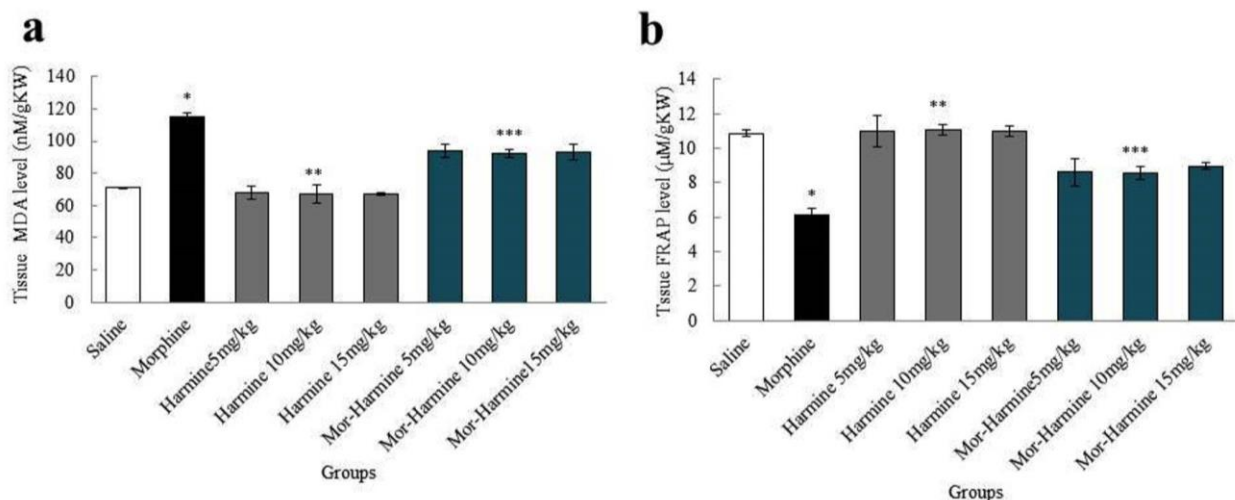 a
Tissue MDA level (nM/gKW)
140
120
100
80
60
40
20
0
*
**
***
Saline
Morphine
Harmine5mg/kg
Harmine 10mg/kg
Harmine 15mg/kg
Mor-Harmine 5mg/kg
Mor-Harmine 10mg/kg
Mor-Harmine15mg/kg
Groups
b
Tssue FRAP level (µM/gKW)
14
12
10
8
6
4
2
0
*
**
***
Saline
Morphine
Harmine 5mg/kg
Harmine 10mg/kg
Harmine 15mg/kg
Mor-Harmine5mg/kg
Mor-Harmine 10mg/kg
Mor-Harmine 15mg/kg
Groups